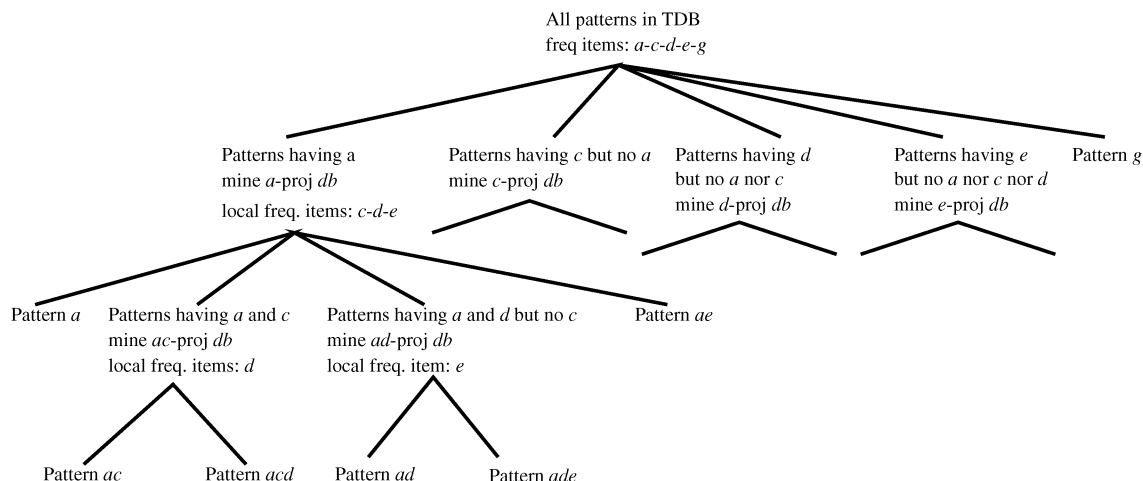 All patterns in TDB
freq items: a-c-d-e-g
Patterns having a
mine a-proj db
local freq. items: c-d-e
Patterns having c but no a
mine c-proj db
Patterns having d
but no a nor c
mine d-proj db
Patterns having e
but no a nor c nor d
mine e-proj db
Pattern g
Pattern a
Patterns having a and c
mine ac-proj db
local freq. items: d
Patterns having a and d but no c
mine ad-proj db
local freq. item: e
Pattern ae
Pattern ac
Pattern acd
Pattern ad
Pattern ade